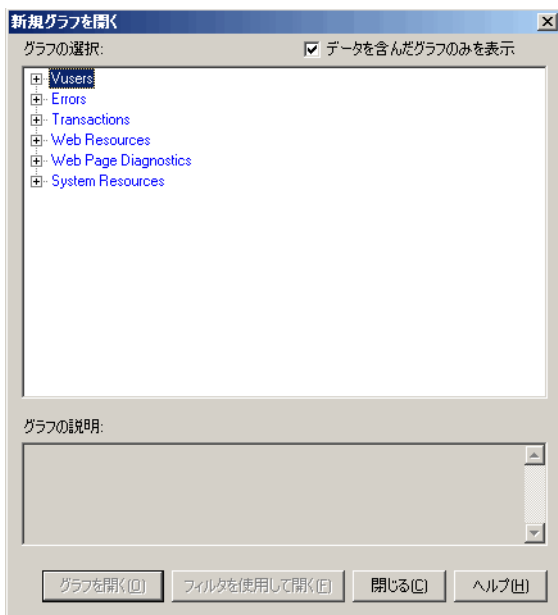 新規グラフを開く
グラフの選択:
データを含んだグラフのみを表示
Vusers
Errors
Transactions
Web Resources
Web Page Diagnostics
System Resources
グラフの説明:
グラフを開く(O) フィルタを使用して開く(F) 閉じる(C) ヘルプ(H)